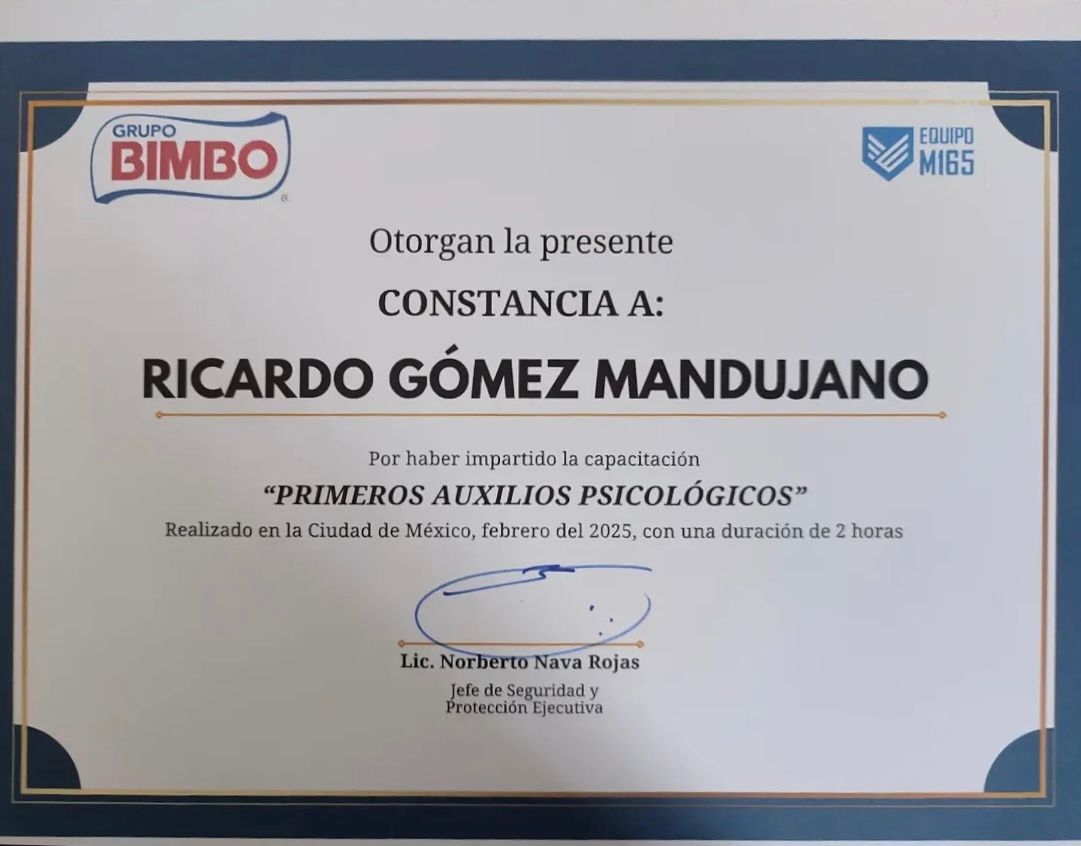 GRUPO
BIMBO
®
EQUIPO
M165
Otorgan la presente
CONSTANCIA A:
RICARDO GÓMEZ MANDUJANO
Por haber impartido la capacitación
“PRIMEROS AUXILIOS PSICOLÓGICOS”
Realizado en la Ciudad de México, febrero del 2025, con una duración de 2 horas
Lic. Norberto Nava Rojas
Jefe de Seguridad y
Protección Ejecutiva